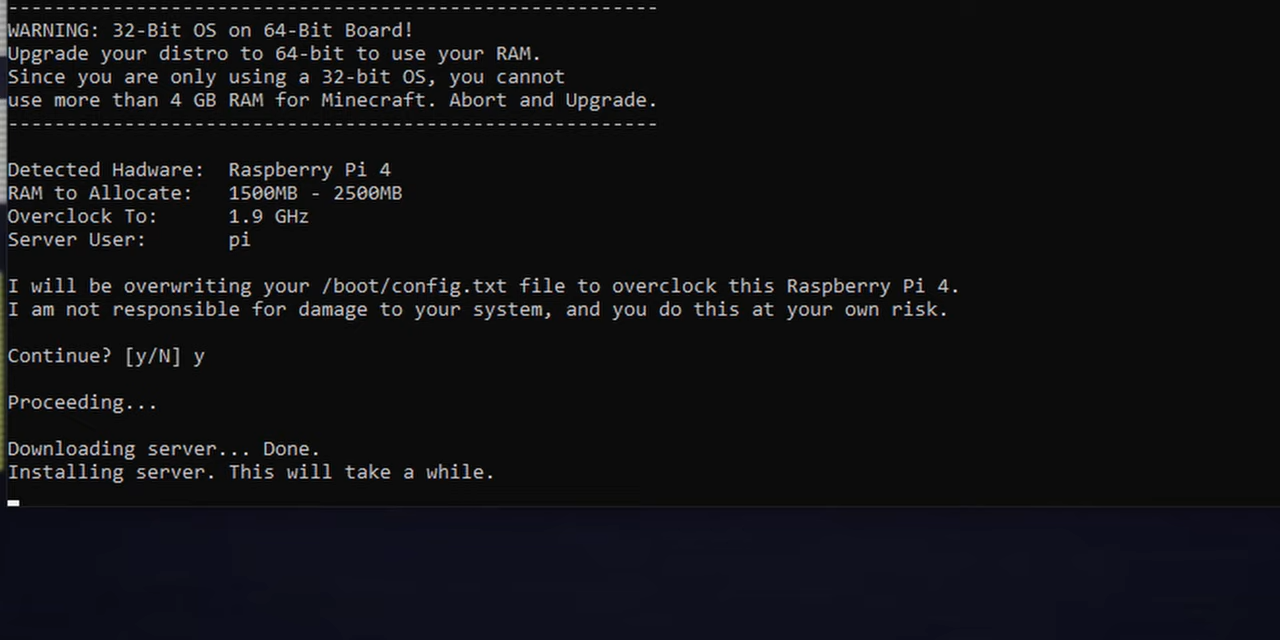 -----------------------------------------------------------
WARNING: 32-Bit OS on 64-Bit Board!
Upgrade your distro to 64-bit to use your RAM.
Since you are only using a 32-bit OS, you cannot
use more than 4 GB RAM for Minecraft. Abort and Upgrade.
-----------------------------------------------------------
Detected Hadware:  Raspberry Pi 4
RAM to Allocate:   1500MB - 2500MB
Overclock To:      1.9 GHz
Server User:       pi
I will be overwriting your /boot/config.txt file to overclock this Raspberry Pi 4.
I am not responsible for damage to your system, and you do this at your own risk.
Continue? [y/N] y
Proceeding...
Downloading server... Done.
Installing server. This will take a while.